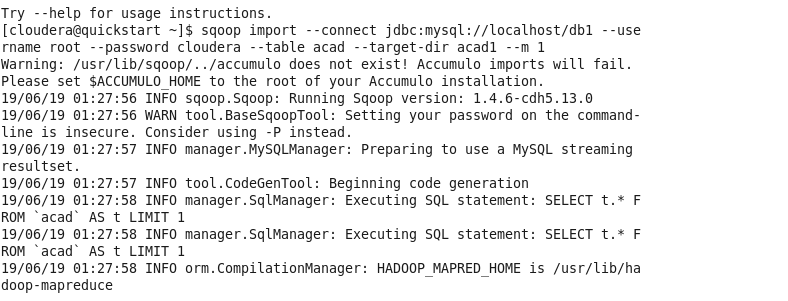 Try --help for usage instructions.
[cloudera@quickstart ~]$ sqoop import --connect jdbc:mysql://localhost/db1 --use
rname root --password cloudera --table acad --target-dir acad1 --m 1
Warning: /usr/lib/sqoop/../accumulo does not exist! Accumulo imports will fail.
Please set $ACCUMULO_HOME to the root of your Accumulo installation.
19/06/19 01:27:56 INFO sqoop.Sqoop: Running Sqoop version: 1.4.6-cdh5.13.0
19/06/19 01:27:56 WARN tool.BaseSqoopTool: Setting your password on the command-
line is insecure. Consider using -P instead.
19/06/19 01:27:57 INFO manager.MySQLManager: Preparing to use a MySQL streaming
resultset.
19/06/19 01:27:57 INFO tool.CodeGenTool: Beginning code generation
19/06/19 01:27:58 INFO manager.SqlManager: Executing SQL statement: SELECT t.* F
ROM `acad` AS t LIMIT 1
19/06/19 01:27:58 INFO manager.SqlManager: Executing SQL statement: SELECT t.* F
ROM `acad` AS t LIMIT 1
19/06/19 01:27:58 INFO orm.CompilationManager: HADOOP_MAPRED_HOME is /usr/lib/ha
doop-mapreduce